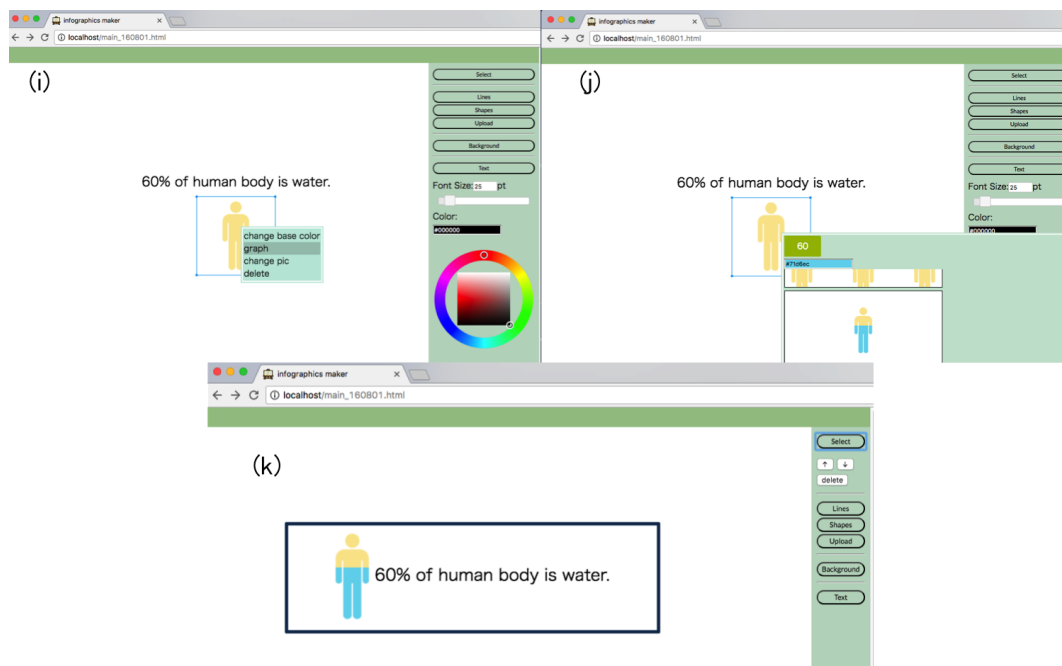 infographics maker
localhost/main_160801.html
(i)
Select
Lines
Shapes
Upload
Background
Text
Font Size: 25 pt
Color:
#000000
60% of human body is water.
change base color
graph
change pic
delete
infographics maker
localhost/main_160801.html
(j)
Select
Lines
Shapes
Upload
Background
Text
Font Size: 25 pt
Color:
#000000
60% of human body is water.
60
#71d6ec
infographics maker
localhost/main_160801.html
(k)
Select
↑ ↓
delete
Lines
Shapes
Upload
Background
Text
60% of human body is water.